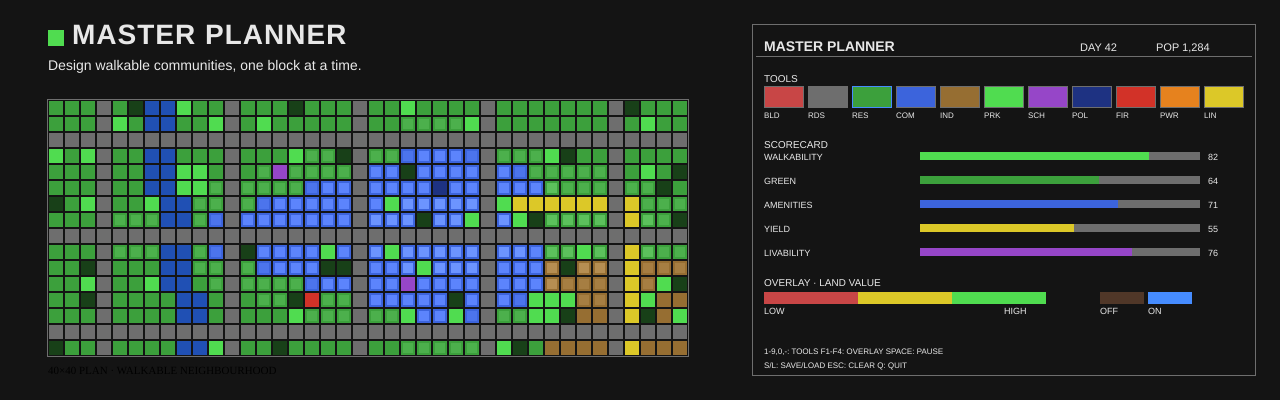 MASTER PLANNER
Design walkable communities, one block at a time.
40×40 PLAN · WALKABLE NEIGHBOURHOOD
MASTER PLANNER DAY 42 POP 1,284
TOOLS
BLD RDS RES COM IND PRK SCH POL FIR PWR LIN
SCORECARD
WALKABILITY 82
GREEN 64
AMENITIES 71
YIELD 55
LIVABILITY 76
OVERLAY · LAND VALUE
LOW HIGH OFF ON
1-9,0,-: TOOLS F1-F4: OVERLAY SPACE: PAUSE
S/L: SAVE/LOAD ESC: CLEAR Q: QUIT